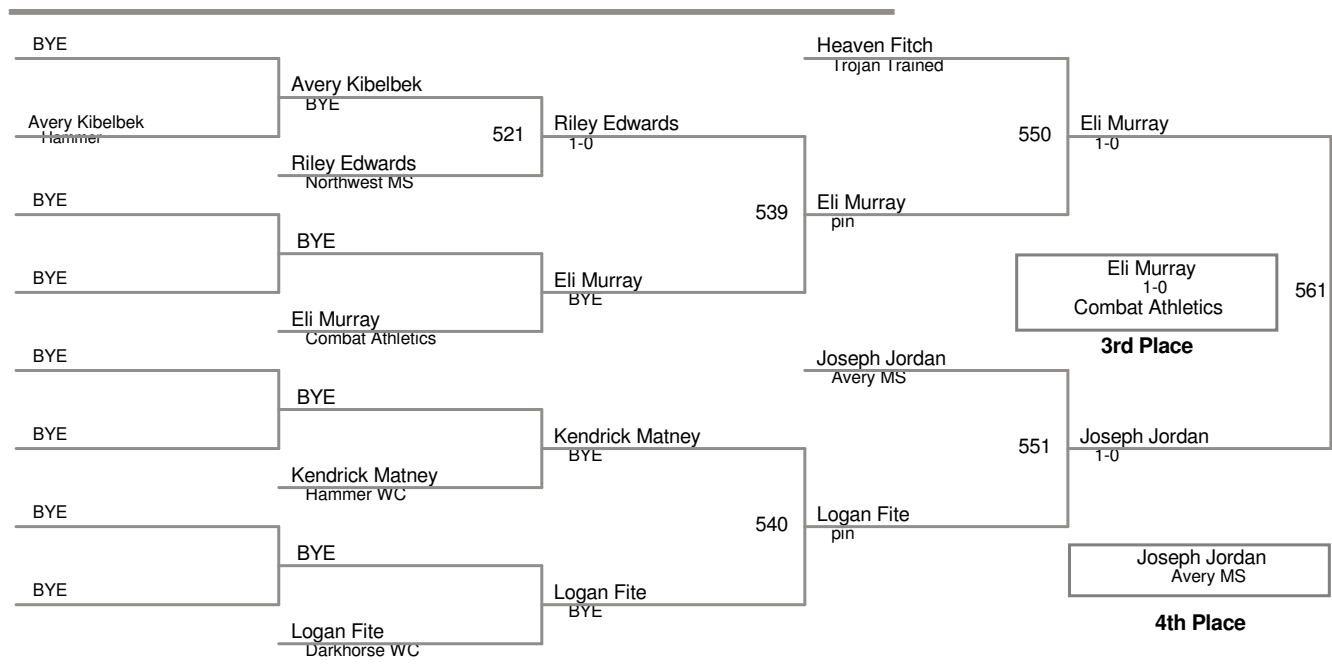 BYE
Avery Kibelbek
Hammer
BYE
BYE
BYE
BYE
BYE
BYE
Avery Kibelbek
BYE
Riley Edwards
Northwest MS
BYE
Eli Murray
Combat Athletics
BYE
Kendrick Matney
Hammer WC
BYE
Logan Fite
Darkhorse WC
521
Riley Edwards
1-0
Eli Murray
BYE
Kendrick Matney
BYE
Logan Fite
BYE
539
540
Heaven Fitch
Trojan Trained
Eli Murray
pin
Joseph Jordan
Avery MS
Logan Fite
pin
550
551
Eli Murray
1-0
Joseph Jordan
1-0
561
Eli Murray
1-0
Combat Athletics
3rd Place
Joseph Jordan
Avery MS
4th Place